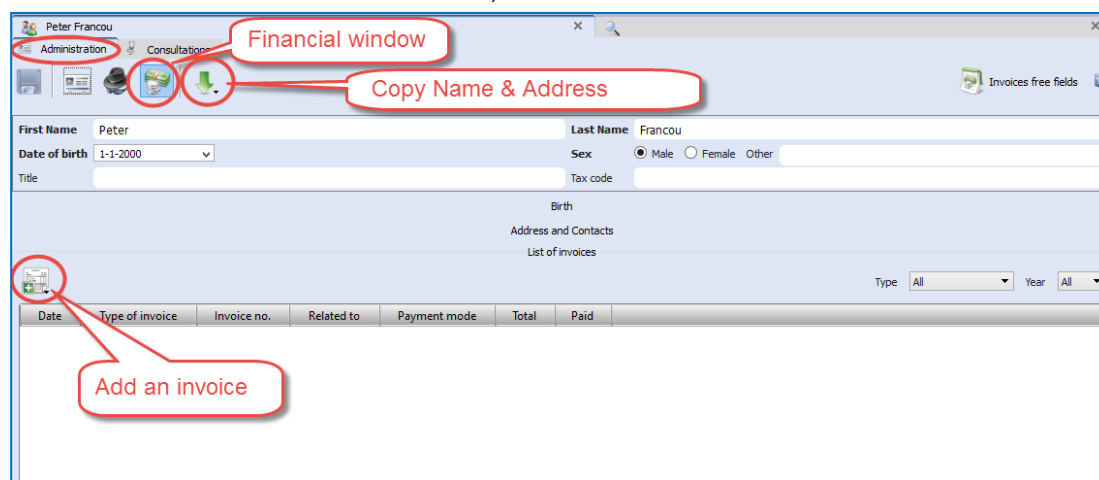 Peter Francou
Administration Consultations
Financial window
Copy Name & Address
Invoices free fields
First Name Peter Last Name Francou
Date of birth 1-1-2000 Sex Male Female Other
Title Tax code
Birth
Address and Contacts
List of invoices
Type All Year All
Date Type of invoice Invoice no. Related to Payment mode Total Paid
Add an invoice